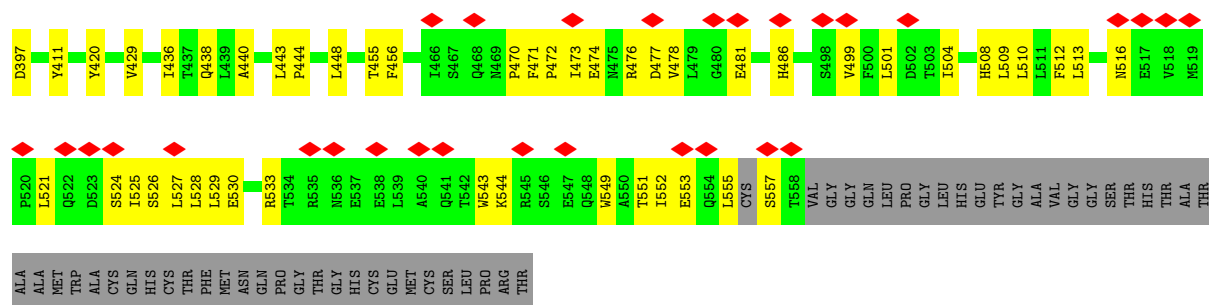 D397 Y411 Y420 V429 I436 T437 Q438 L439 A440 L443 P444 L448 T455 F456 I466 S467 Q468 N469 P470 F471 P472 I473 E474 N475 R476 D477 V478 L479 G480 E481 H486 S498 V499 F500 L501 D502 T503 I504 H508 L509 L510 L511 F512 L513 N516 E517 V518 M519
P520 L521 Q522 D523 S524 I525 S526 L527 L528 L529 E530 R533 T534 R535 N536 E537 E538 L539 A540 Q541 T542 W543 K544 R545 S546 E547 Q548 W549 A550 T551 I552 E553 Q554 L555 CYS S557 T558 VAL GLY GLY GLN LEU PRO GLY LEU HIS GLU TYR GLY ALA VAL GLY GLY SER THR HIS THR ALA THR
ALA ALA MET TRP ALA CYS GLN HIS CYS THR PHE MET ASN GLN PRO GLY THR GLY HIS CYS GLU MET CYS SER LEU PRO ARG THR